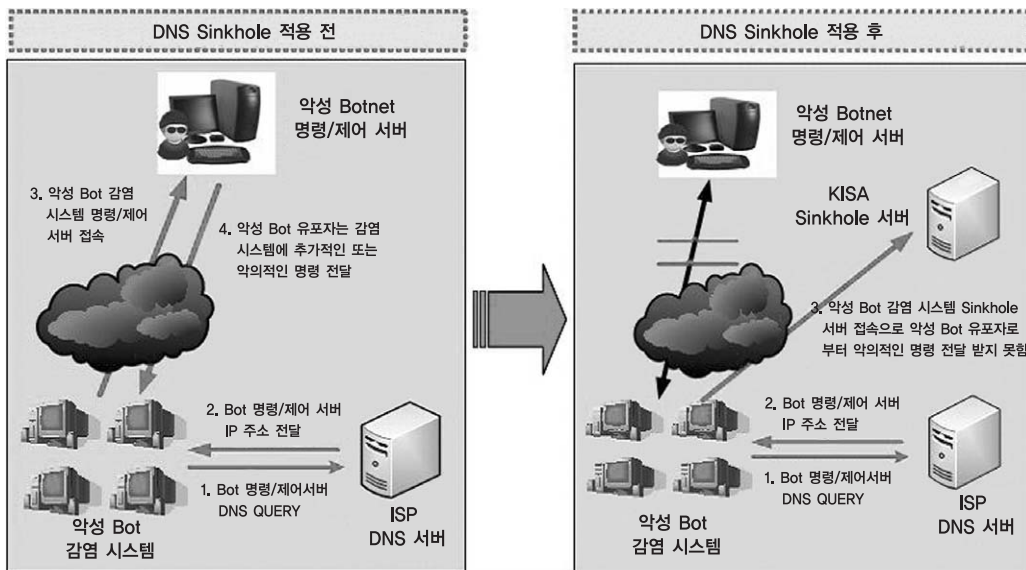 DNS Sinkhole 적용 전
악성 Botnet
명령/제어 서버
3. 악성 Bot 감염
시스템 명령/제어
서버 접속
4. 악성 Bot 유포자는 감염
시스템에 추가적인 또는
악의적인 명령 전달
2. Bot 명령/제어 서버
IP 주소 전달
1. Bot 명령/제어서버
DNS QUERY
악성 Bot
감염 시스템
ISP
DNS 서버
DNS Sinkhole 적용 후
악성 Botnet
명령/제어 서버
KISA
Sinkhole 서버
3. 악성 Bot 감염 시스템 Sinkhole
서버 접속으로 악성 Bot 유포자로
부터 악의적인 명령 전달 받지 못함
2. Bot 명령/제어 서버
IP 주소 전달
1. Bot 명령/제어서버
DNS QUERY
악성 Bot
감염 시스템
ISP
DNS 서버